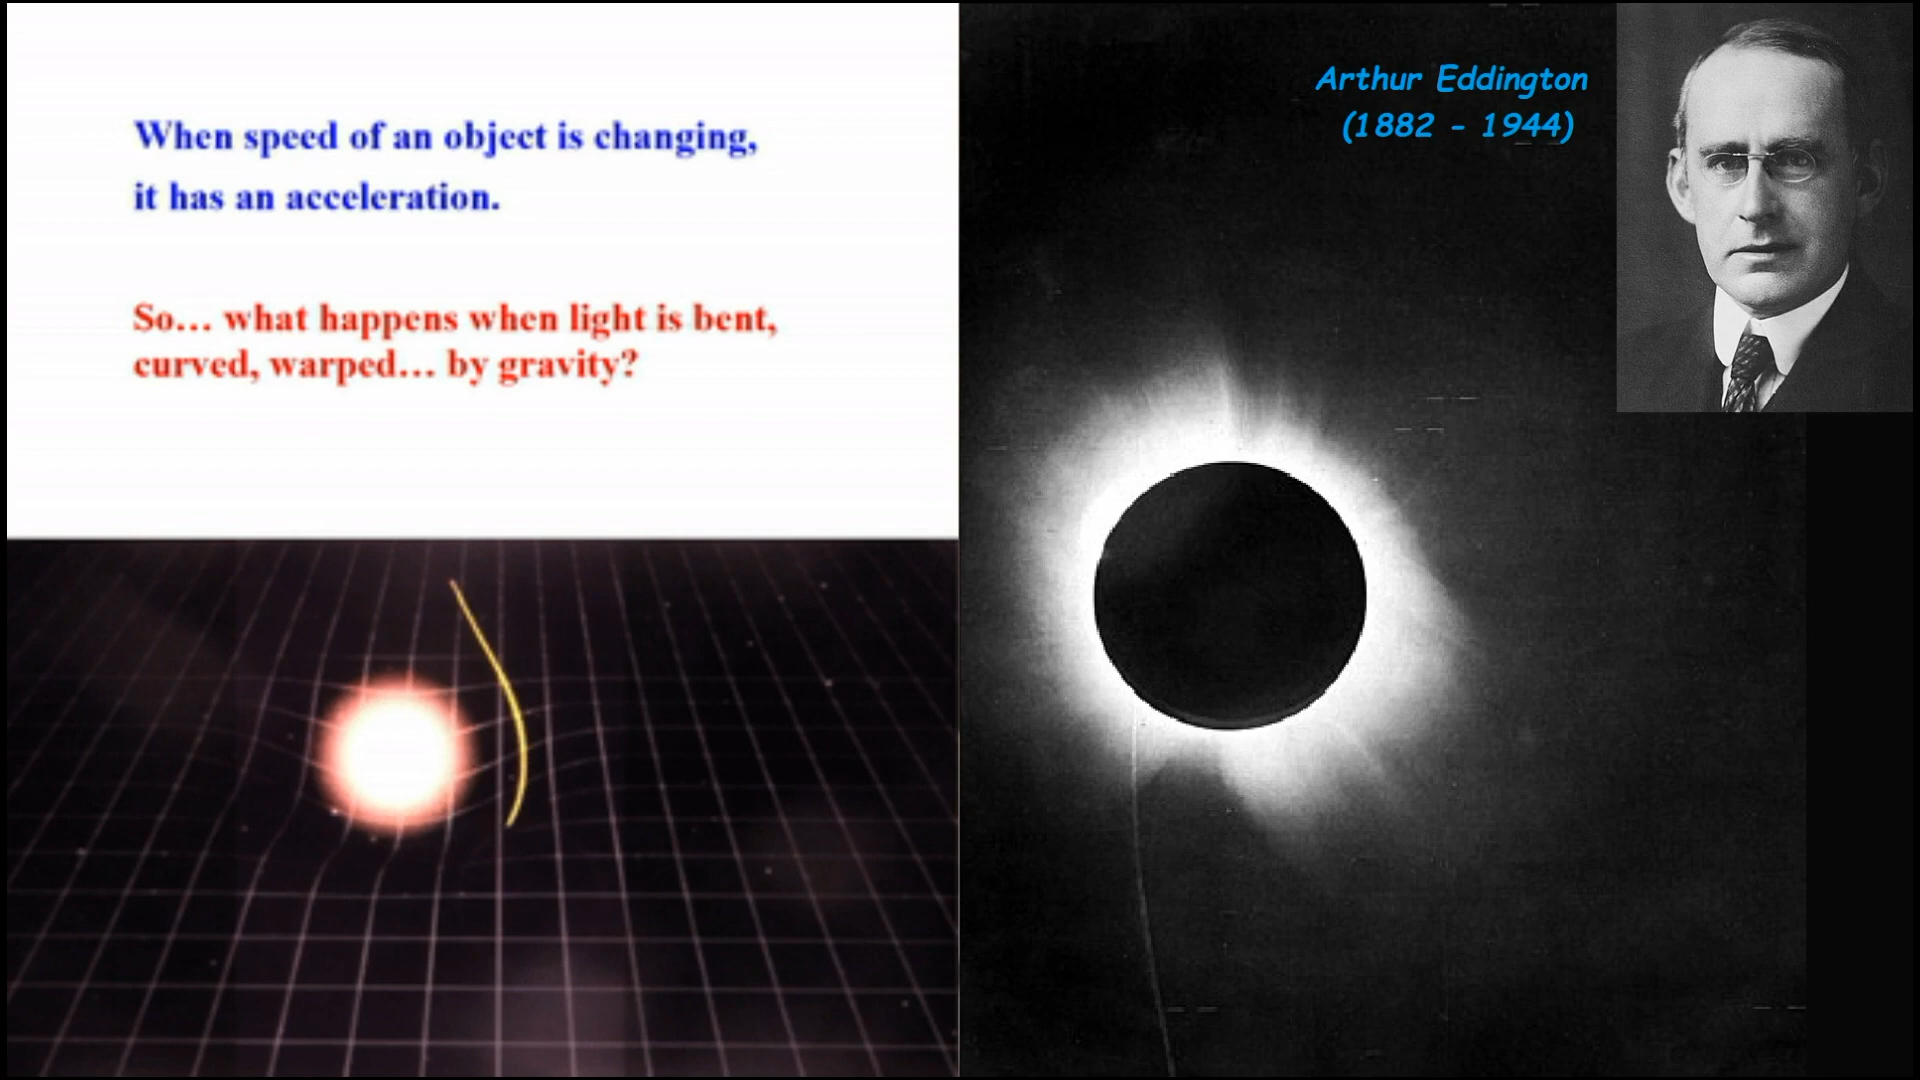 When speed of an object is changing,
it has an acceleration.
So... what happens when light is bent,
curved, warped... by gravity?
Arthur Eddington
(1882 - 1944)